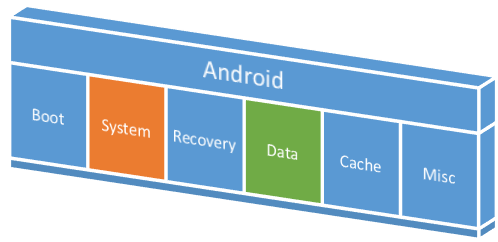 Android
Boot
System
Recovery
Data
Cache
Misc